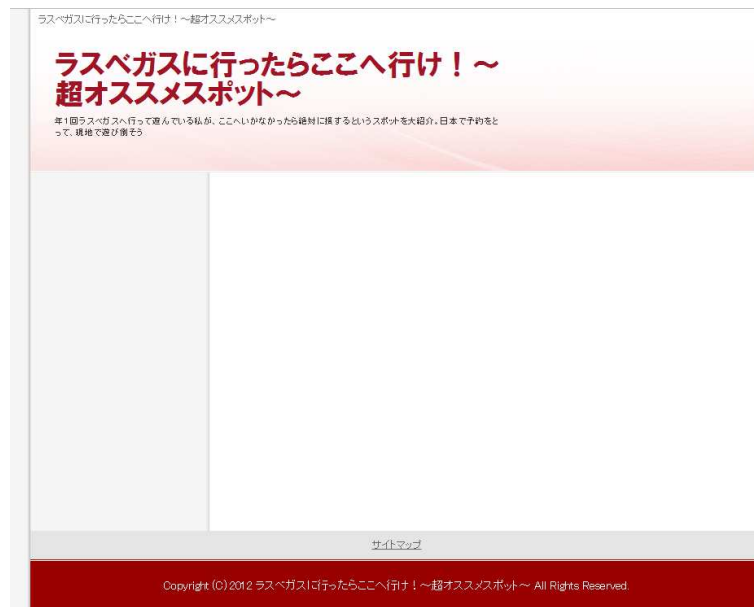 ラスベガスに行ったらここへ行け！～超オススメスポット～
ラスベガスに行ったらここへ行け！～
超オススメスポット～
年1回ラスベガスへ行って遊んでいる私が、ここへいかなかったら絶対に損するというスポットを大紹介。日本で予約をと
って、現地で遊び倒そう
サイトマップ
Copyright (C) 2012 ラスベガスに行ったらここへ行け！～超オススメスポット～ All Rights Reserved.